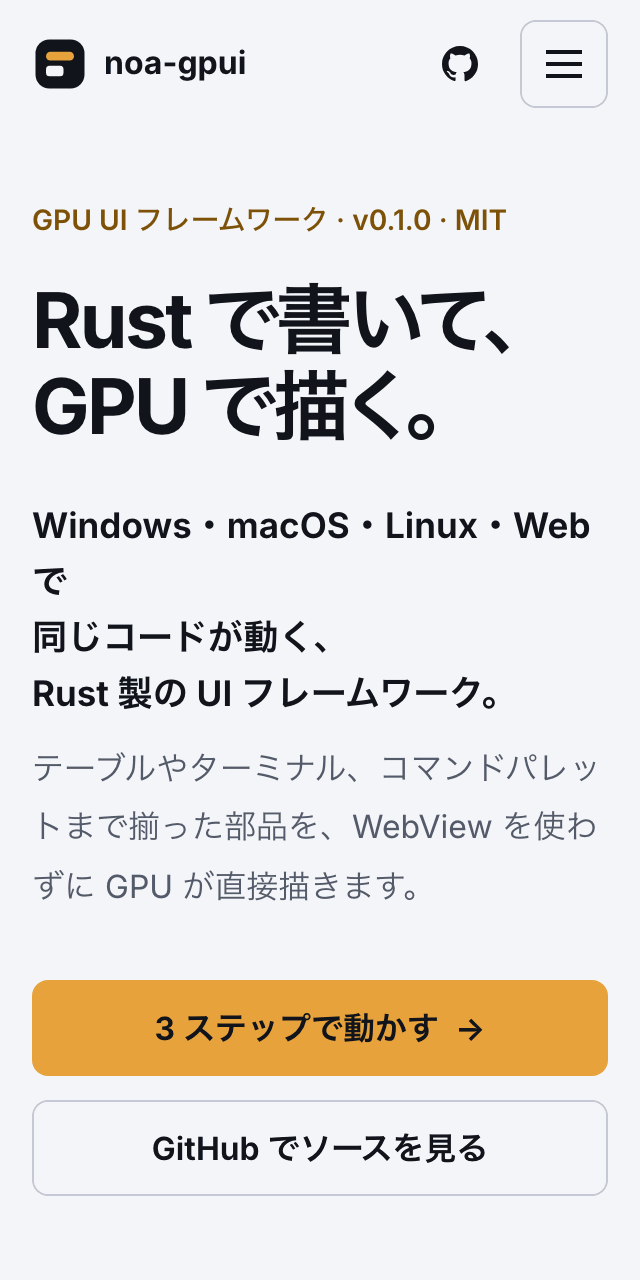 noa-gpui
GPU UI フレームワーク · v0.1.0 · MIT
Rust で書いて、
GPU で描く。
Windows・macOS・Linux・Web
で
同じコードが動く、
Rust 製の UI フレームワーク。
テーブルやターミナル、コマンドパレッ
トまで揃った部品を、WebView を使わ
ずに GPU が直接描きます。
3 ステップで動かす →
GitHub でソースを見る